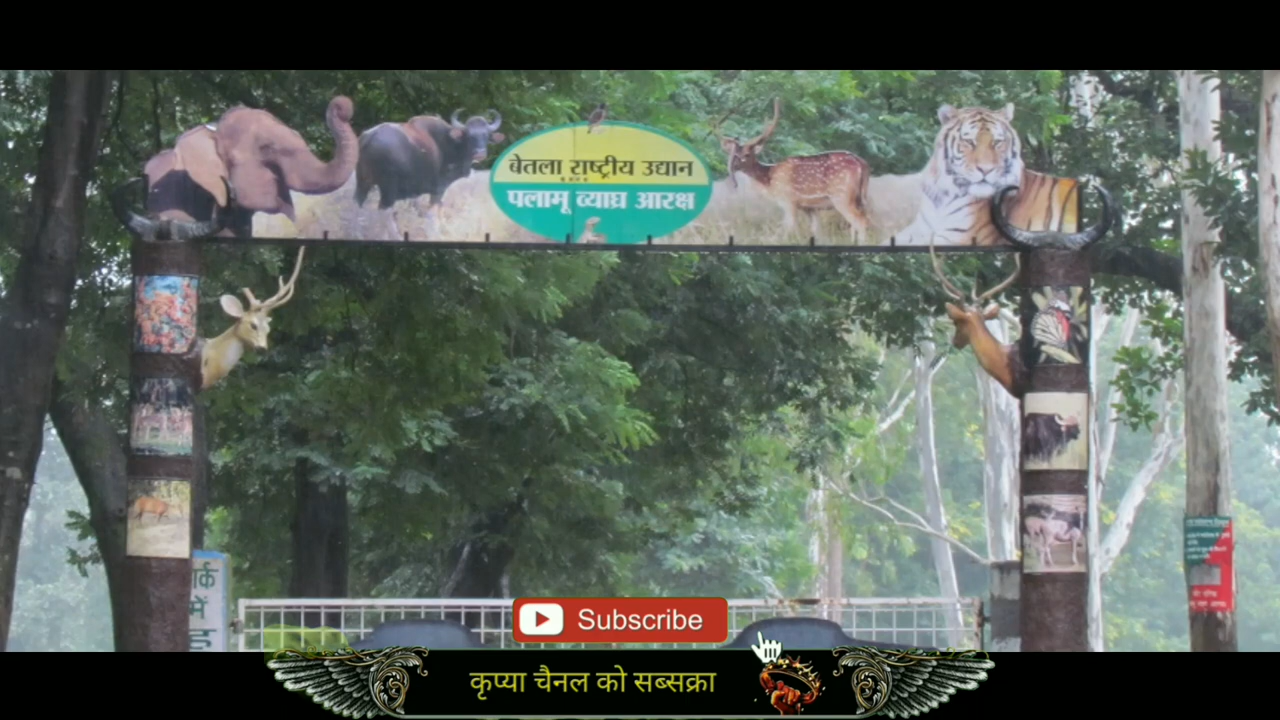 बेतला राष्ट्रीय उद्यान
पलामू व्याघ्र आरक्ष
Subscribe
कृप्या चैनल को सब्सक्रा